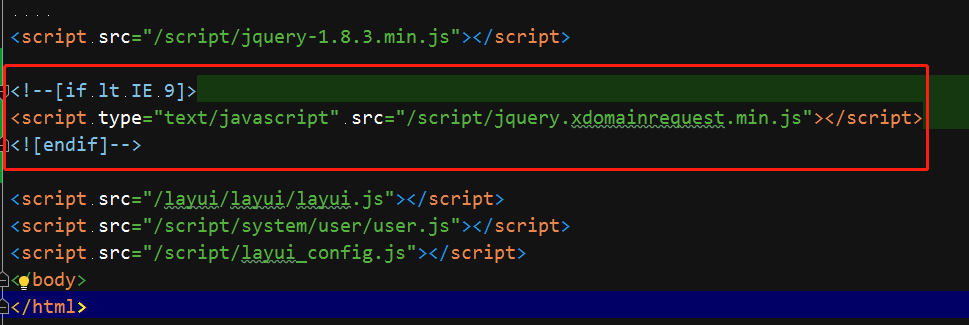 <script src="/script/jquery-1.8.3.min.js"></script>
<!--[if lt IE 9]>
<script type="text/javascript" src="/script/jquery.xdomainrequest.min.js"></script>
<![endif]-->
<script src="/layui/layui/layui.js"></script>
<script src="/script/system/user/user.js"></script>
<script src="/script/layui_config.js"></script>
</body>
</html>